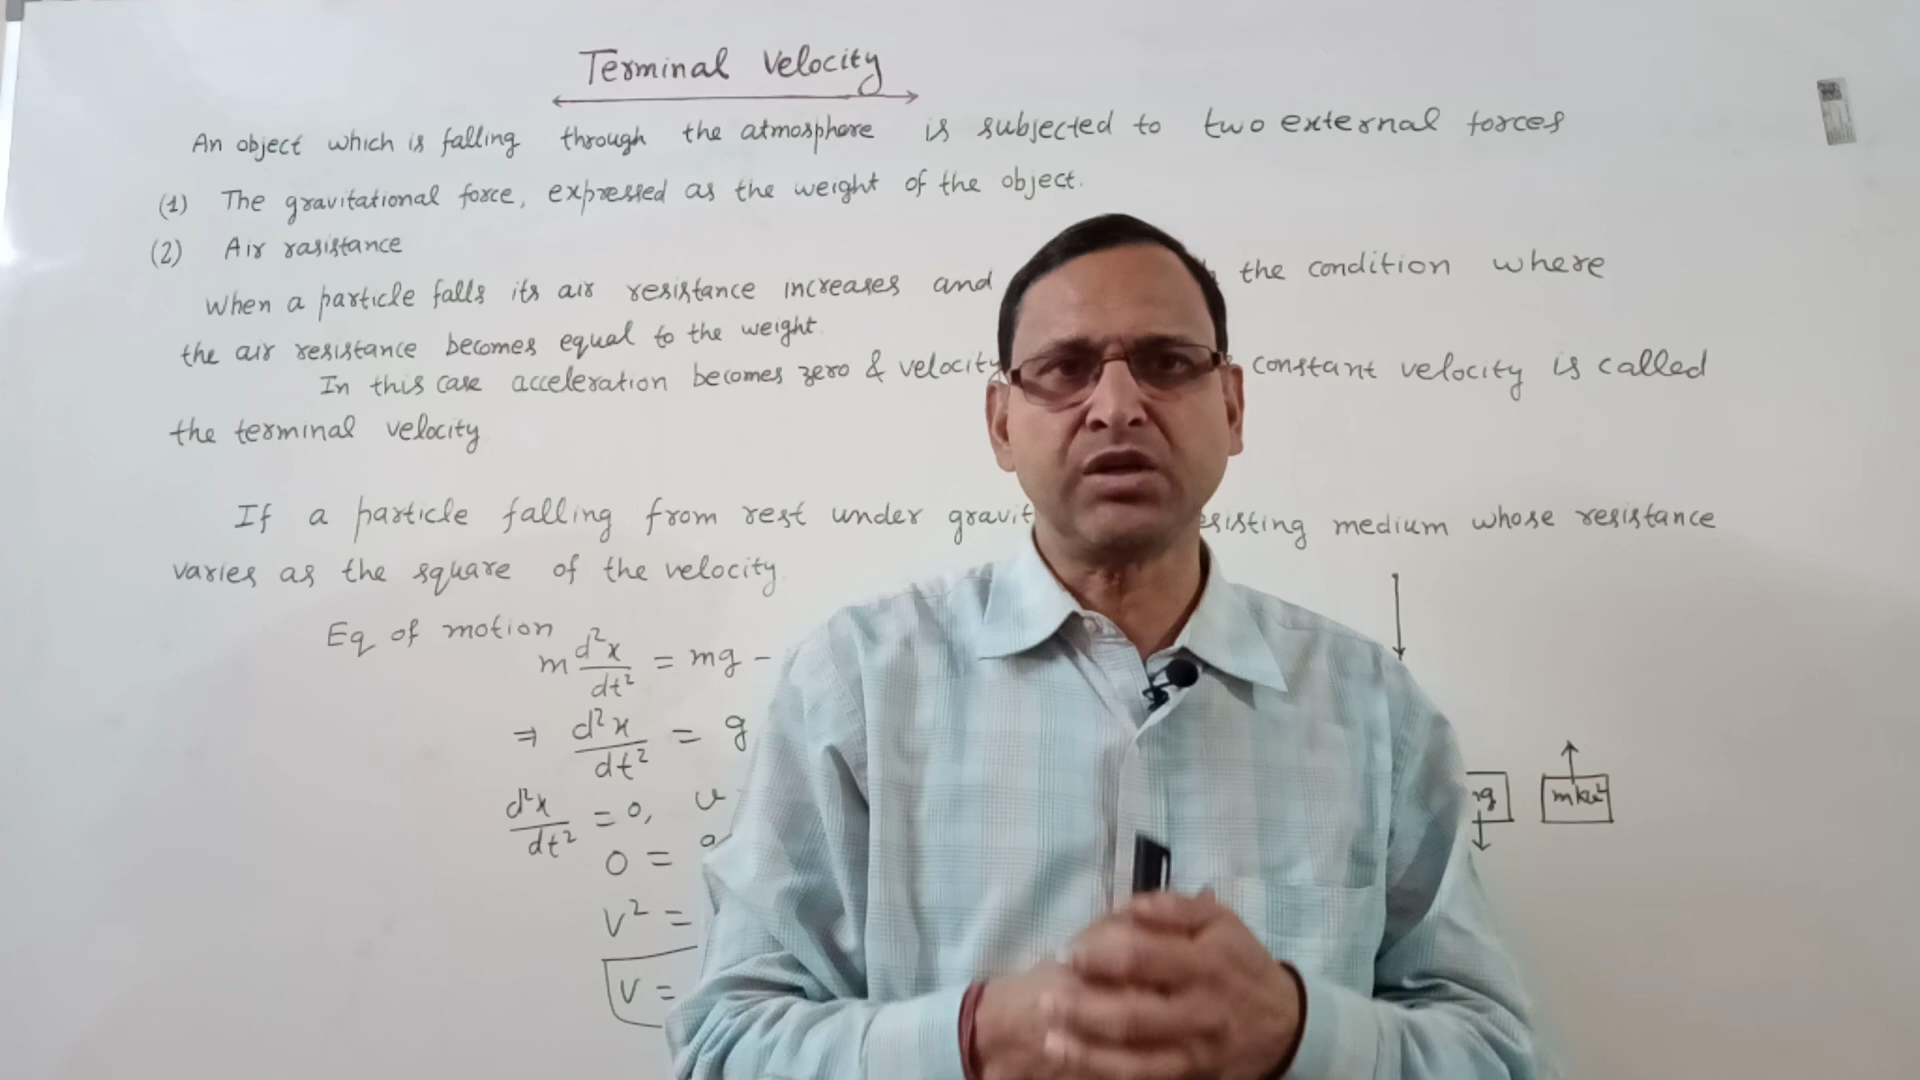 Terminal Velocity
An object which is falling through the atmosphere is subjected to two external forces
(1) The gravitational force, expressed as the weight of the object.
(2) Air rasistance
When a particle falls its air resistance increases and the condition where
the air resistance becomes equal to the weight.
In this case acceleration becomes zero & velocity constant velocity is called
the terminal velocity
If a particle falling from rest under gravit esisting medium whose resistance
varies as the square of the velocity.
Eq of motion
m d²x/dt² = mg -
⇒ d²x/dt² = g
d²x/dt² = 0, v
0 =
v² =
v =
mg
mkv²